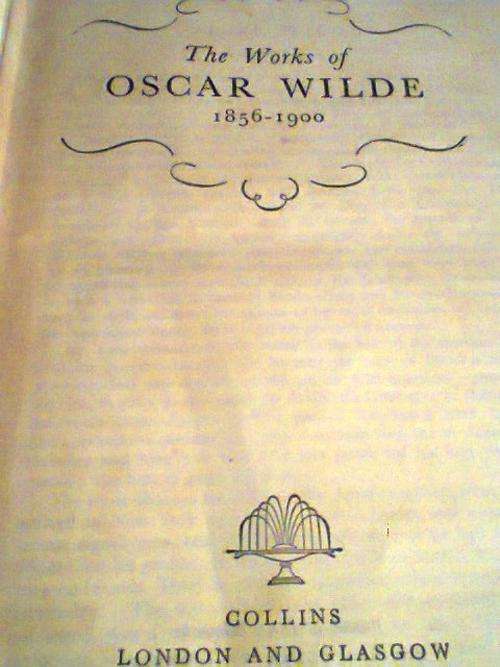 The Works of
OSCAR WILDE
1856-1900
COLLINS
LONDON AND GLASGOW